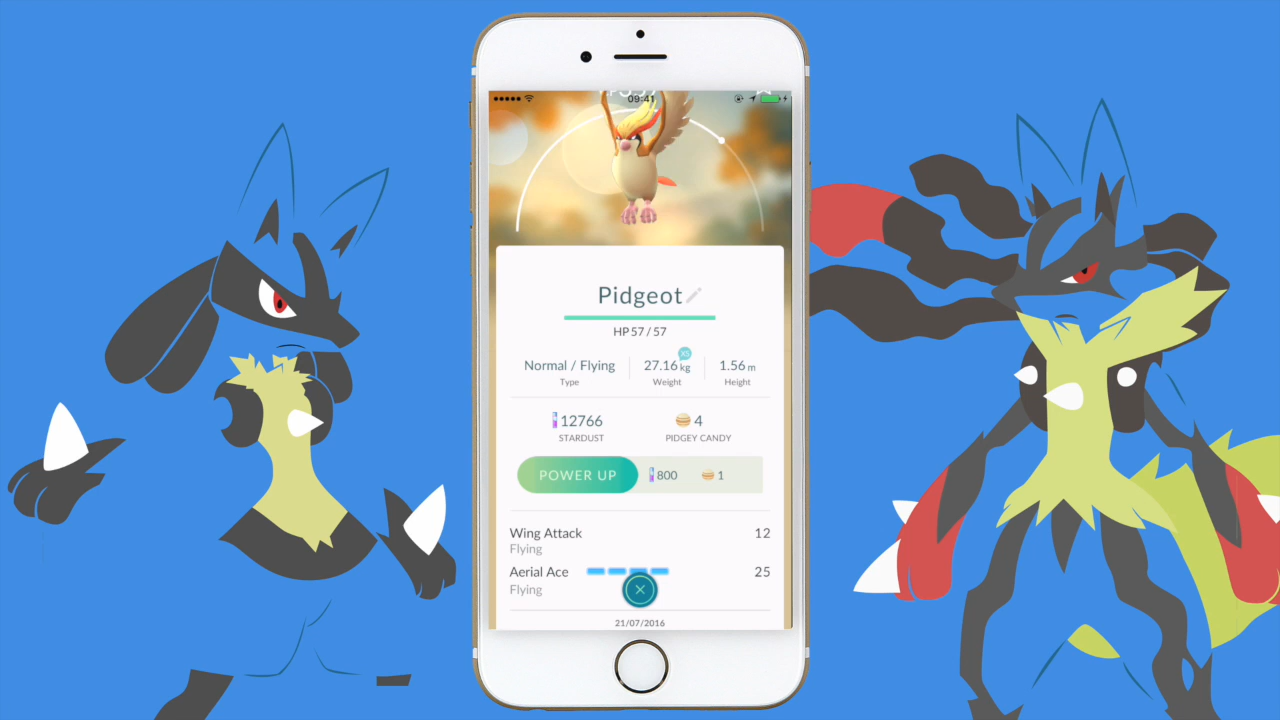 09:41
Pidgeot
HP 57 / 57
Normal / Flying
Type
XS
27.16 kg
Weight
1.56 m
Height
12766
STARDUST
4
PIDGEY CANDY
POWER UP
800
1
Wing Attack
12
Flying
Aerial Ace
25
Flying
21/07/2016